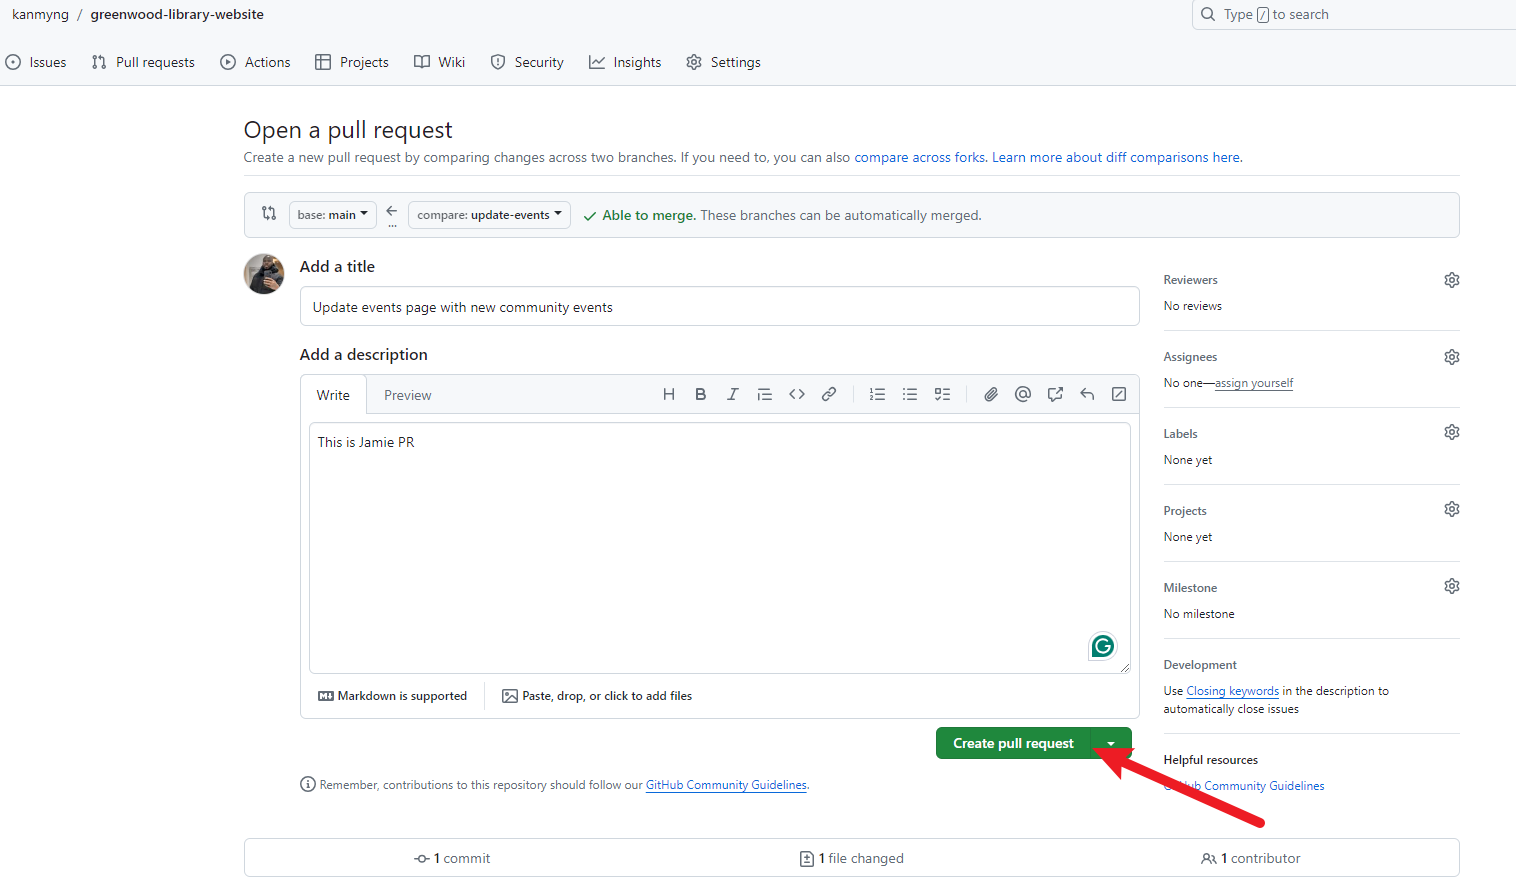 kanmyng / greenwood-library-website
Type / to search
Issues Pull requests Actions Projects Wiki Security Insights Settings
Open a pull request
Create a new pull request by comparing changes across two branches. If you need to, you can also compare across forks. Learn more about diff comparisons here.
base: main ← compare: update-events ✓ Able to merge. These branches can be automatically merged.
...
Add a title
Update events page with new community events
Add a description
Write Preview
This is Jamie PR
Markdown is supported
Paste, drop, or click to add files
Create pull request
Remember, contributions to this repository should follow our GitHub Community Guidelines.
Reviewers
No reviews
Assignees
No one—assign yourself
Labels
None yet
Projects
None yet
Milestone
No milestone
Development
Use Closing keywords in the description to
automatically close issues
Helpful resources
GitHub Community Guidelines
1 commit
1 file changed
1 contributor